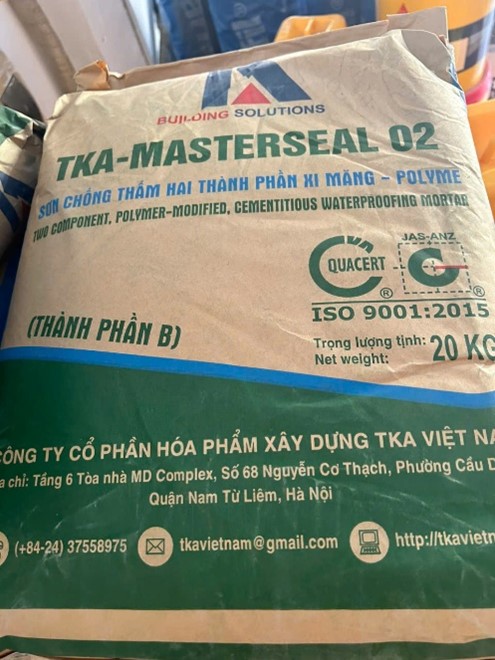 BUILDING SOLUTIONS
TKA-MASTERSEAL 02
SƠN CHỐNG THẤM HAI THÀNH PHẦN XI MĂNG – POLYME
TWO COMPONENT, POLYMER-MODIFIED, CEMENTITIOUS WATERPROOFING MORTAR
QUACERT
®
JAS-ANZ
®
ISO 9001:2015
(THÀNH PHẦN B)
Trọng lượng tịnh:
Net weight:
20 KG
CÔNG TY CỔ PHẦN HÓA PHẨM XÂY DỰNG TKA VIỆT NA
a chỉ: Tầng 6 Tòa nhà MD Complex, Số 68 Nguyễn Cơ Thạch, Phường Cầu D
Quận Nam Từ Liêm, Hà Nội
(+84-24) 37558975
tkavietnam@gmail.com
http://tkavietn